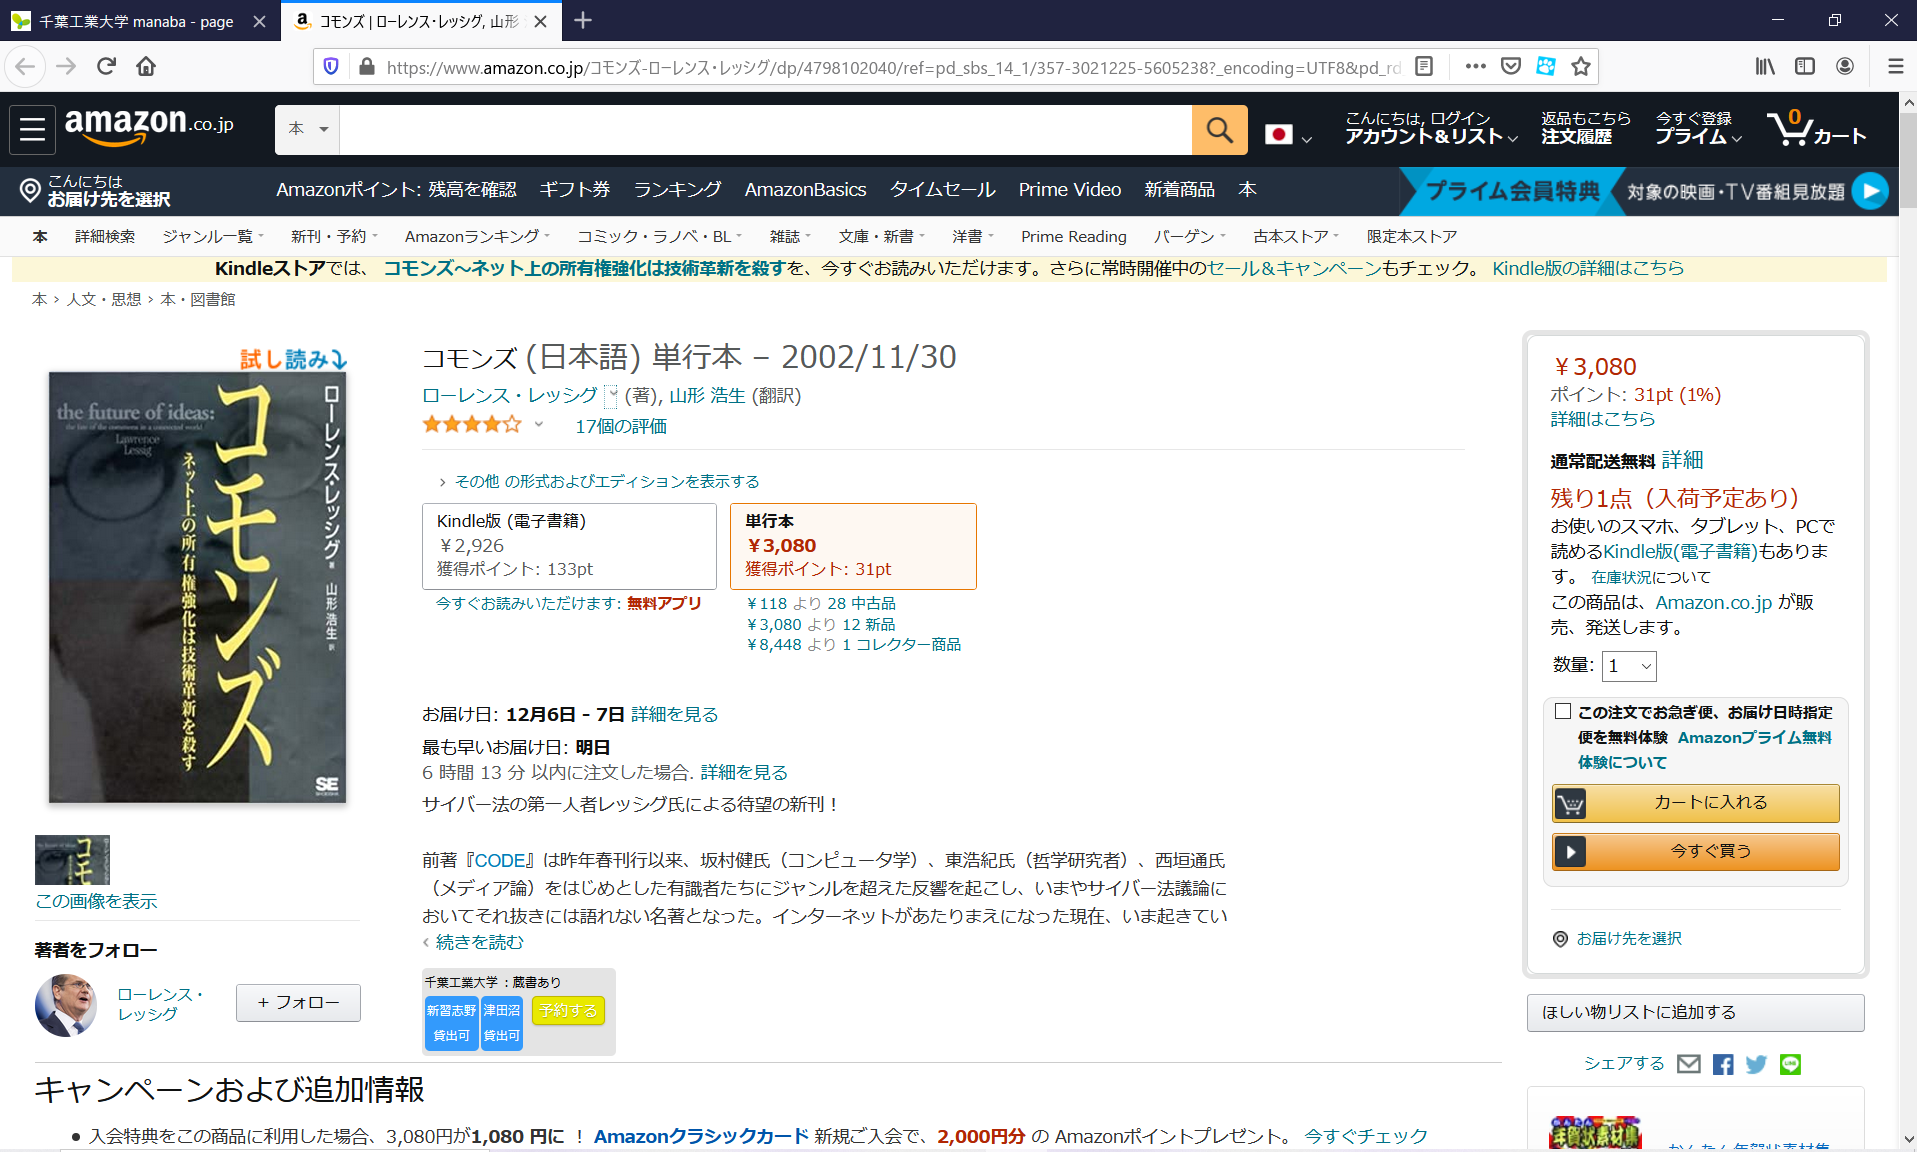 千葉工業大学 manaba - page
コモンズ | ローレンス・レッシグ, 山形
https://www.amazon.co.jp/コモンズ-ローレンス・レッシグ/dp/4798102040/ref=pd_sbs_14_1/357-3021225-5605238?_encoding=UTF8&pd_rd
amazon.co.jp
本
こんにちは, ログイン
アカウント&リスト
返品もこちら
注文履歴
今すぐ登録
プライム
0
カート
こんにちは
お届け先を選択
Amazonポイント: 残高を確認 ギフト券 ランキング AmazonBasics タイムセール Prime Video 新着商品 本
プライム会員特典 対象の映画・TV番組見放題
本 詳細検索 ジャンル一覧 新刊・予約 Amazonランキング コミック・ラノベ・BL 雑誌 文庫・新書 洋書 Prime Reading バーゲン 古本ストア 限定本ストア
Kindleストアでは、 コモンズ～ネット上の所有権強化は技術革新を殺すを、今すぐお読みいただけます。さらに常時開催中のセール＆キャンペーンもチェック。 Kindle版の詳細はこちら
本 › 人文・思想 › 本・図書館
試し読み
the future of ideas:
Lawrence
Lessig
コモンズ
ネット上の所有権強化は技術革新を殺す
ローレンス・レッシグ 著
山形浩生 訳
SE
SHOEISHA
この画像を表示
著者をフォロー
ローレンス・
レッシグ
+ フォロー
コモンズ (日本語) 単行本 – 2002/11/30
ローレンス・レッシグ (著), 山形 浩生 (翻訳)
17個の評価
› その他 の形式およびエディションを表示する
Kindle版 (電子書籍)
￥2,926
獲得ポイント: 133pt
単行本
￥3,080
獲得ポイント: 31pt
今すぐお読みいただけます: 無料アプリ
￥118 より 28 中古品
￥3,080 より 12 新品
￥8,448 より 1 コレクター商品
お届け日: 12月6日 - 7日 詳細を見る
最も早いお届け日: 明日
6 時間 13 分 以内に注文した場合. 詳細を見る
サイバー法の第一人者レッシグ氏による待望の新刊！
前著『CODE』は昨年春刊行以来、坂村健氏（コンピュータ学）、東浩紀氏（哲学研究者）、西垣通氏
（メディア論）をはじめとした有識者たちにジャンルを超えた反響を起こし、いまやサイバー法議論に
おいてそれ抜きには語れない名著となった。インターネットがあたりまえになった現在、いま起きてい
‹ 続きを読む
千葉工業大学 : 蔵書あり
新習志野
貸出可
津田沼
貸出可
予約する
￥3,080
ポイント: 31pt (1%)
詳細はこちら
通常配送無料 詳細
残り1点（入荷予定あり）
お使いのスマホ、タブレット、PCで
読めるKindle版(電子書籍)もありま
す。 在庫状況について
この商品は、Amazon.co.jp が販
売、発送します。
数量: 1
この注文でお急ぎ便、お届け日時指定
便を無料体験 Amazonプライム無料
体験について
カートに入れる
今すぐ買う
お届け先を選択
ほしい物リストに追加する
シェアする
キャンペーンおよび追加情報
● 入会特典をこの商品に利用した場合、3,080円が1,080 円に ！ Amazonクラシックカード 新規ご入会で、2,000円分 の Amazonポイントプレゼント。 今すぐチェック
年賀状素材集
かんたん年賀状素材集